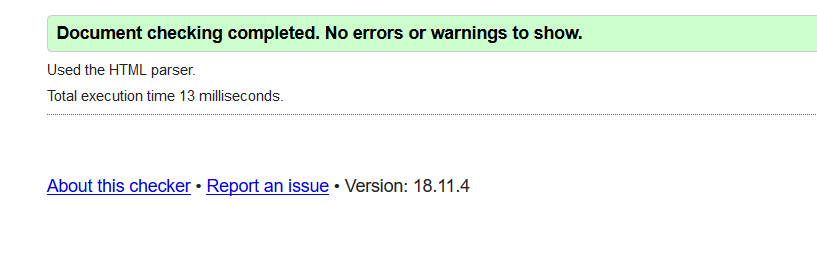 Document checking completed. No errors or warnings to show.
Used the HTML parser.
Total execution time 13 milliseconds.
About this checker • Report an issue • Version: 18.11.4